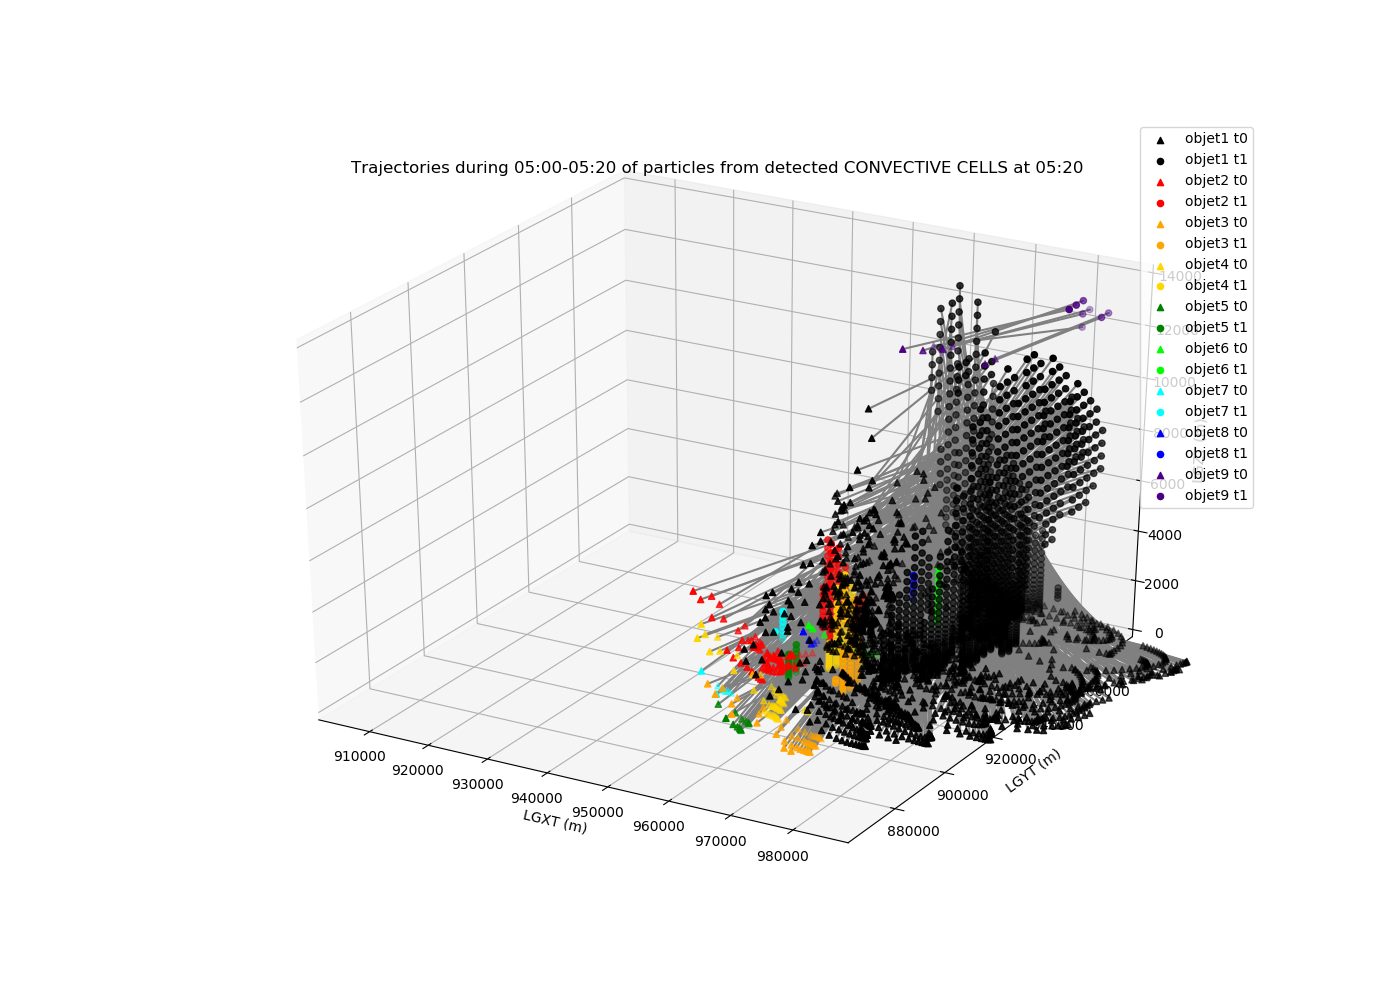 Trajectories during 05:00-05:20 of particles from detected CONVECTIVE CELLS at 05:20
objet1 t0
objet1 t1
objet2 t0
objet2 t1
objet3 t0
objet3 t1
objet4 t0
objet4 t1
objet5 t0
objet5 t1
objet6 t0
objet6 t1
objet7 t0
objet7 t1
objet8 t0
objet8 t1
objet9 t0
objet9 t1
14000
12000
10000
8000
6000
4000
2000
0
910000
920000
930000
940000
950000
960000
970000
980000
LGXT (m)
880000
900000
920000
LGYT (m)